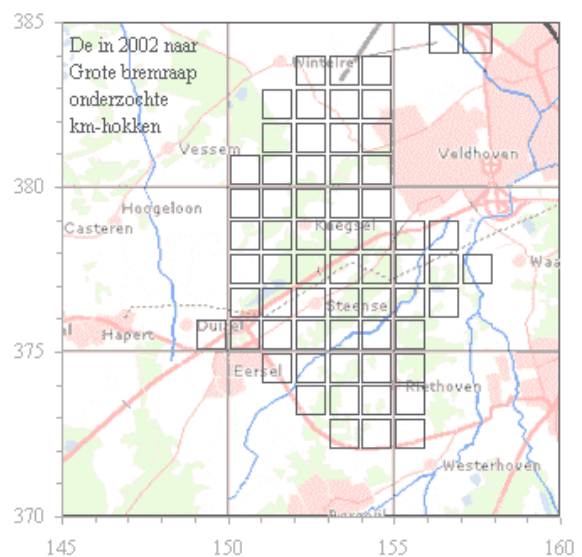 385
De in 2002 naar
Grote bremraap
onderzochte
km-hokken
Wintelre
Vessem
Veldhoven
380
Hoogeloon
Casteren
Knegsel
Waa
Steensel
Duizel
Hapert
375
Eersel
Riethoven
Westerhoven
370
145
150
155
160